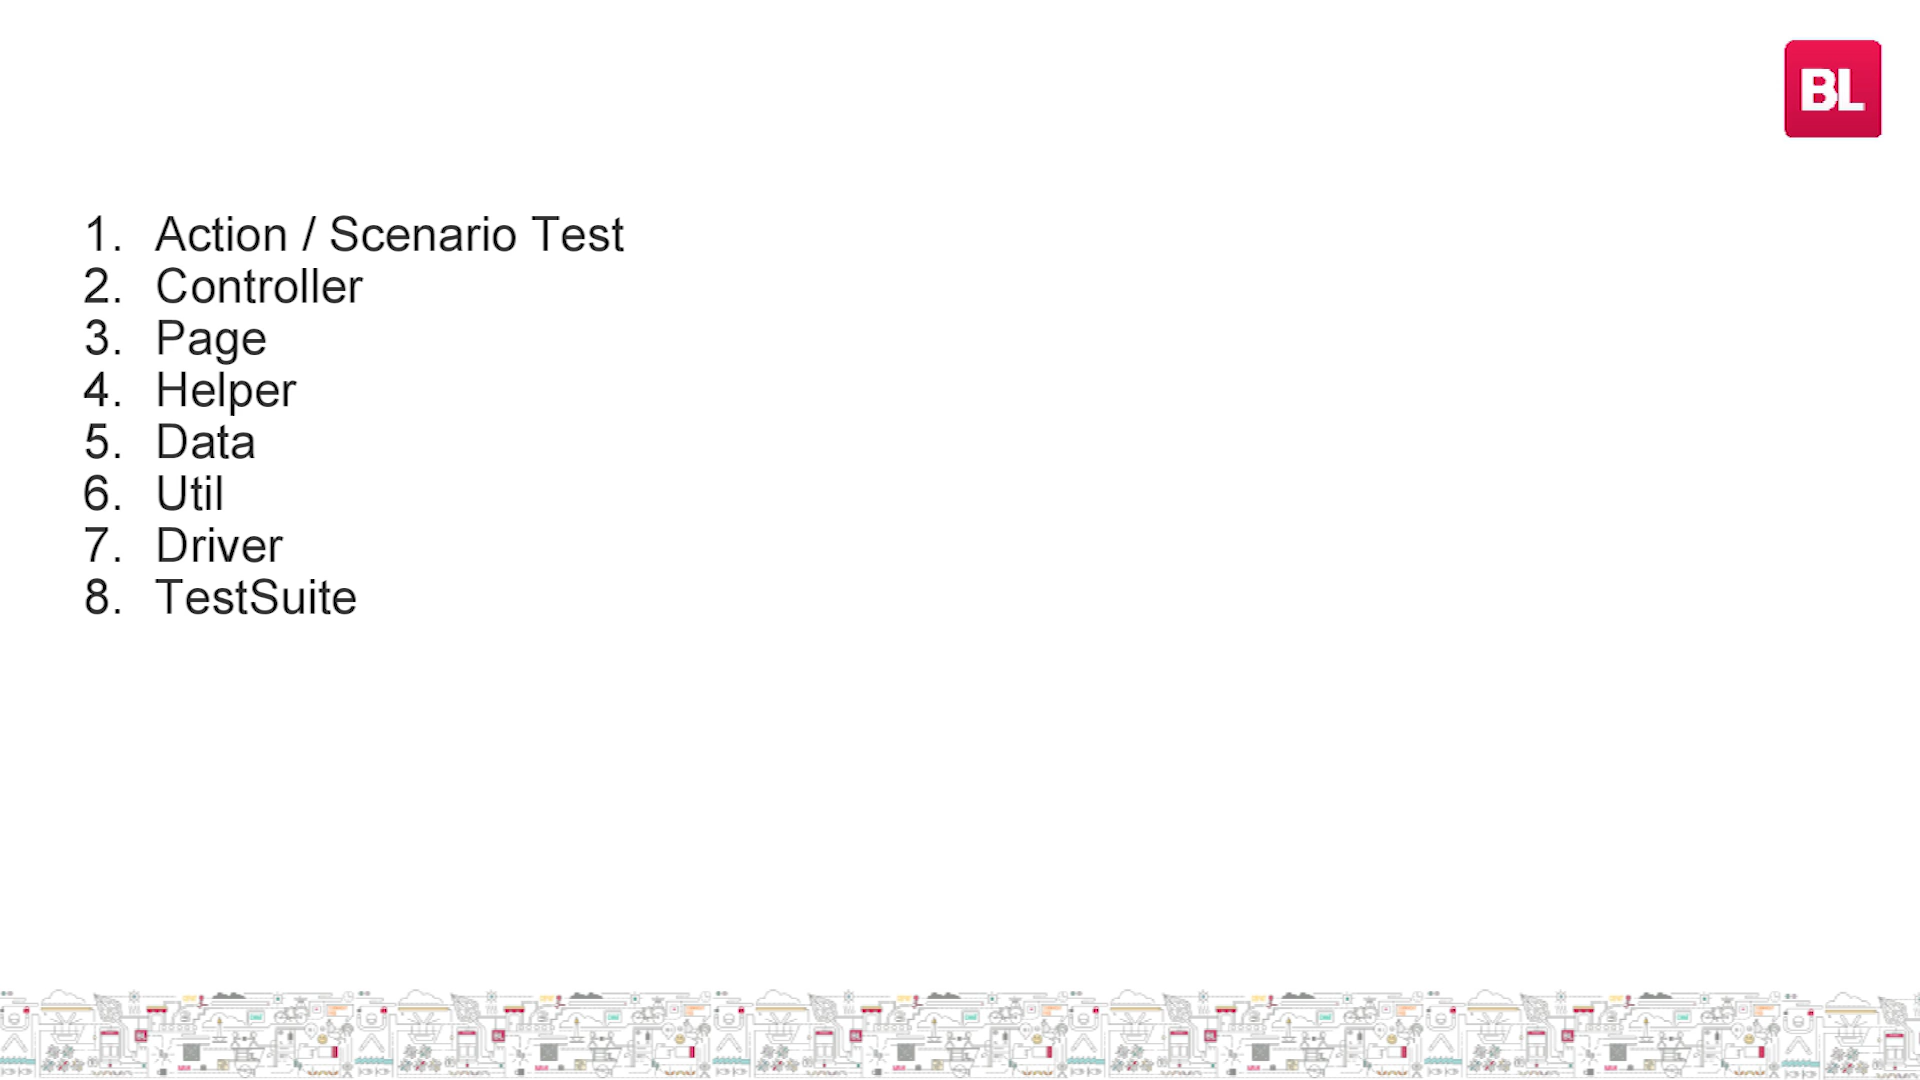 BL
1. Action / Scenario Test
2. Controller
3. Page
4. Helper
5. Data
6. Util
7. Driver
8. TestSuite